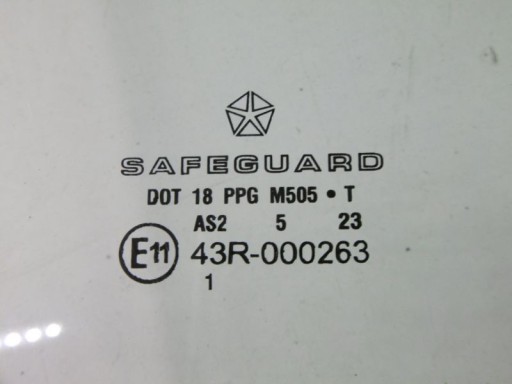 SAFEGUARD
DOT 18 PPG M505 • T
AS2 5 23
E11 43R-000263
1